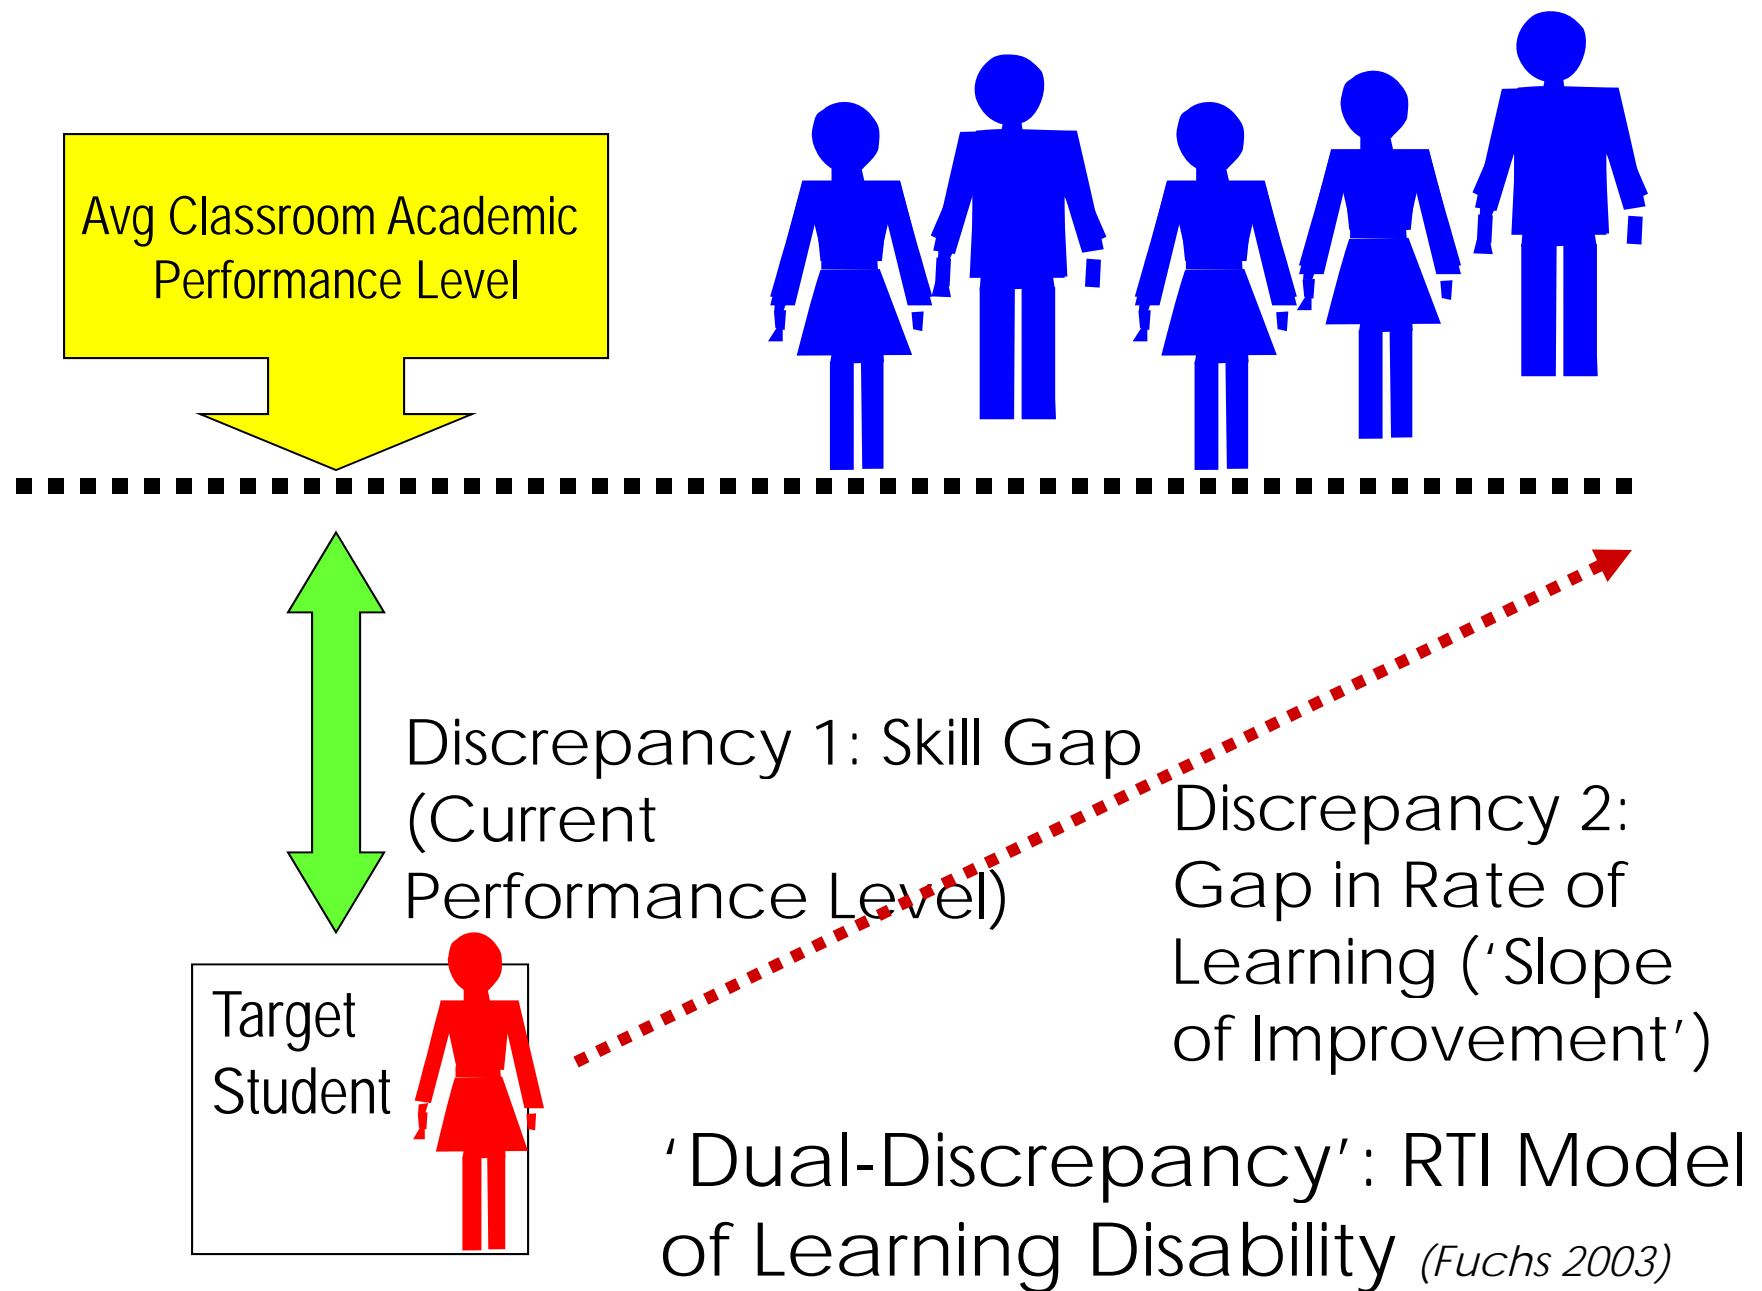 Avg Classroom Academic
Performance Level
Discrepancy 1: Skill Gap
(Current
Performance Level)
Discrepancy 2:
Gap in Rate of
Learning (‘Slope
of Improvement’)
Target
Student
‘Dual-Discrepancy’: RTI Model
of Learning Disability (Fuchs 2003)